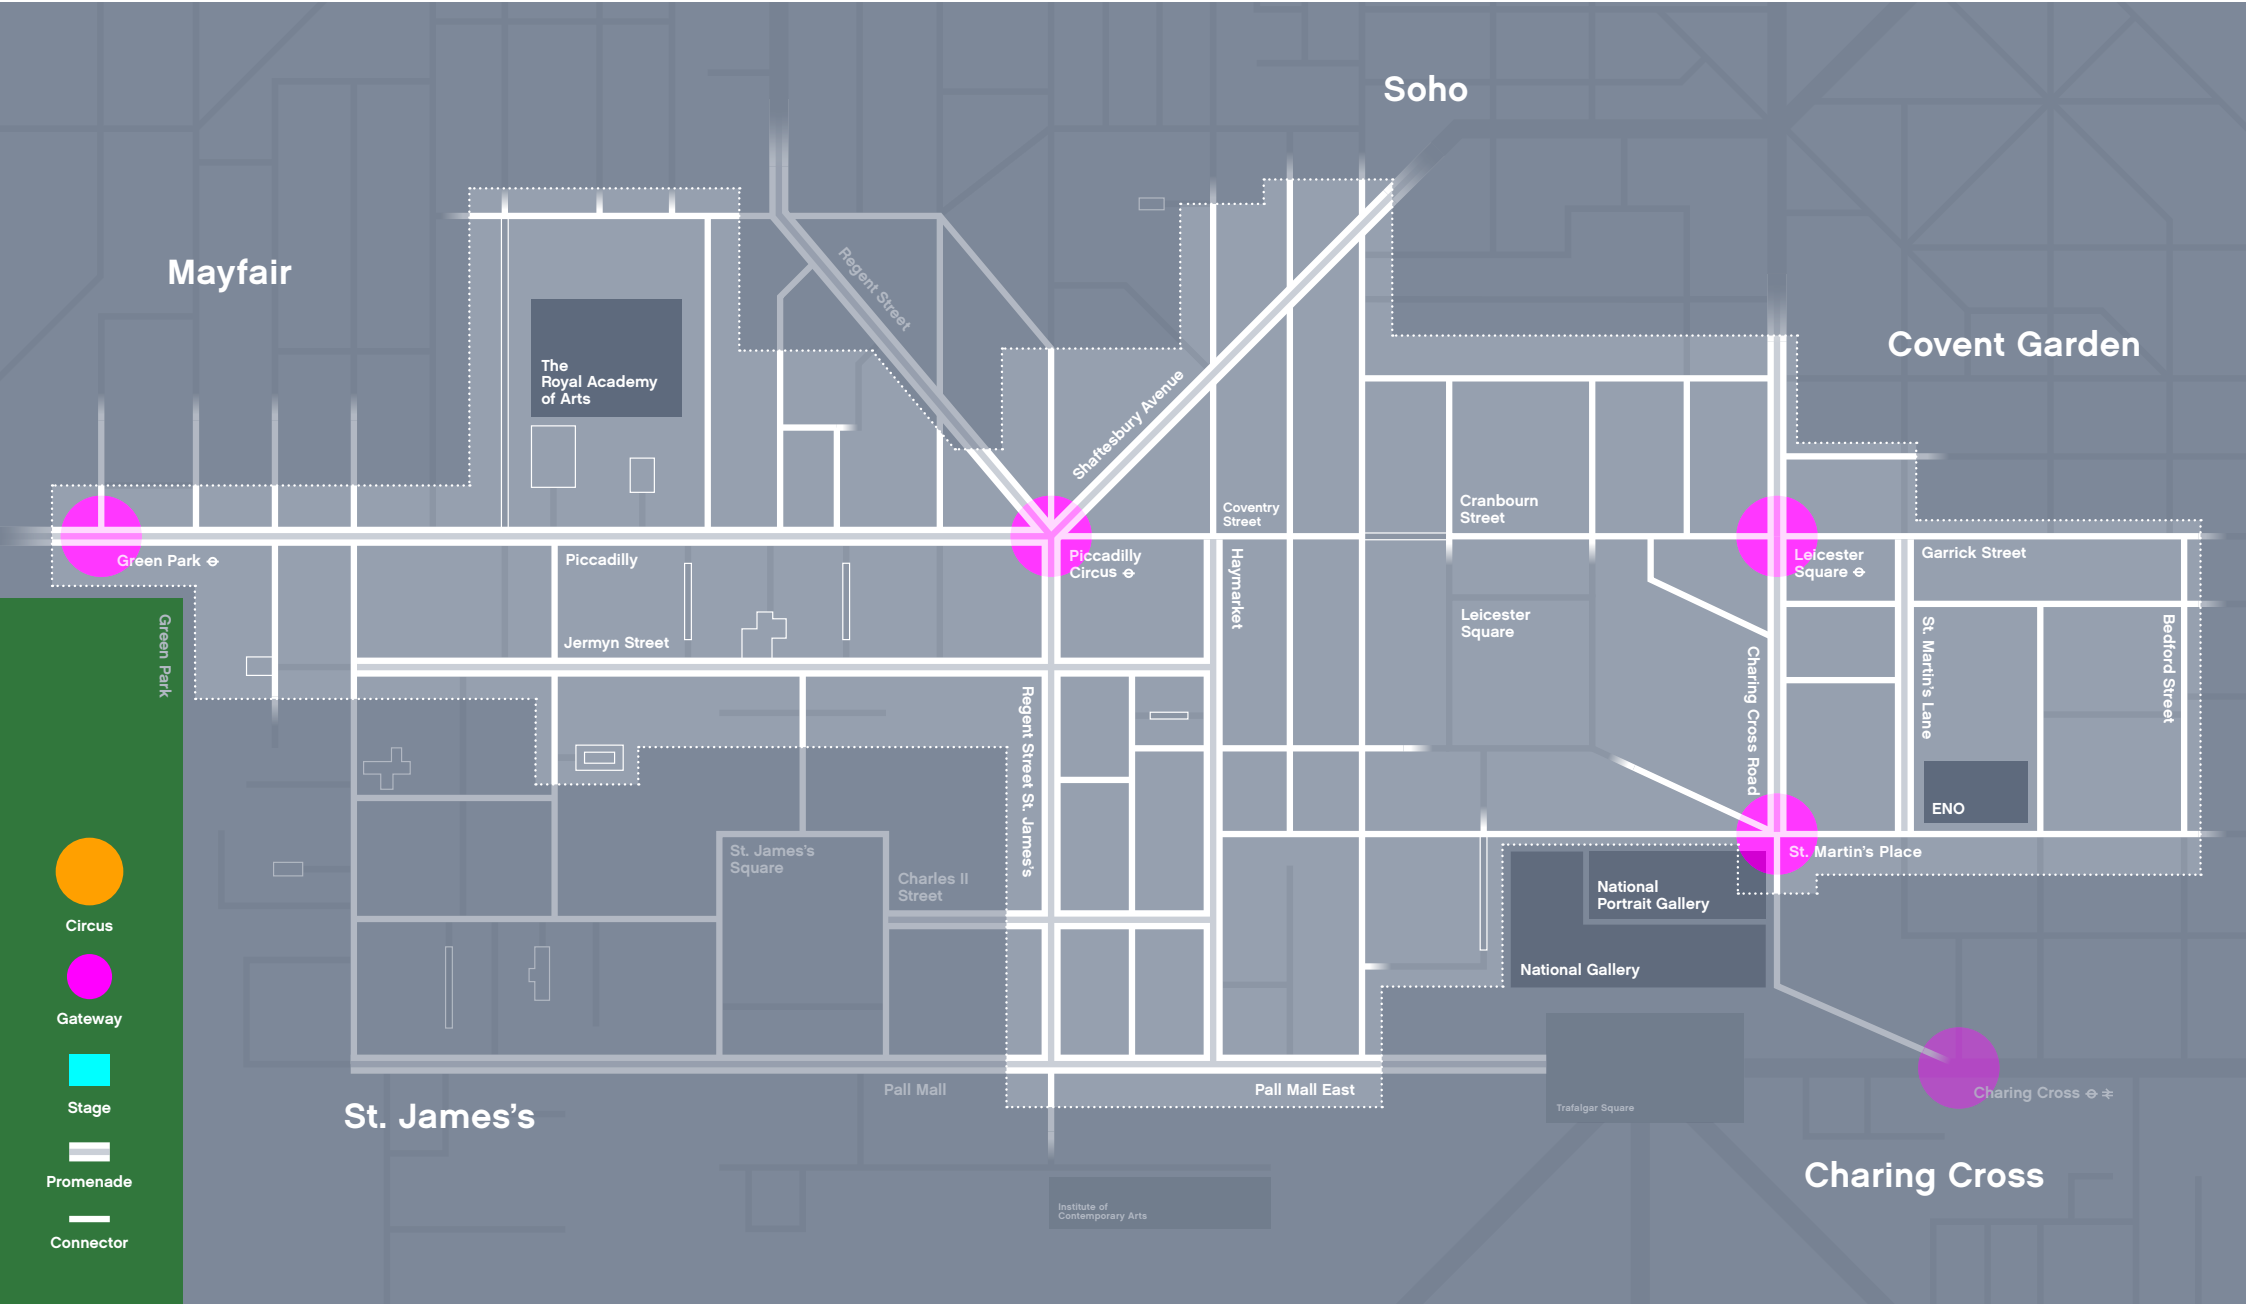 Soho
Mayfair
Regent Street
Covent Garden
The
Royal Academy
of Arts
Shaftesbury Avenue
Coventry
Street
Cranbourn
Street
Green Park
Piccadilly
Piccadilly
Circus
Haymarket
Leicester
Square
Garrick Street
Green Park
Jermyn Street
Leicester
Square
St. Martin's Lane
Bedford Street
Charing Cross Road
Regent Street St. James's
ENO
St. James's
Square
Charles II
Street
St. Martin's Place
National
Portrait Gallery
National Gallery
Circus
Gateway
Stage
Promenade
Connector
Pall Mall
Pall Mall East
St. James's
Trafalgar Square
Charing Cross
Charing Cross
Institute of
Contemporary Arts